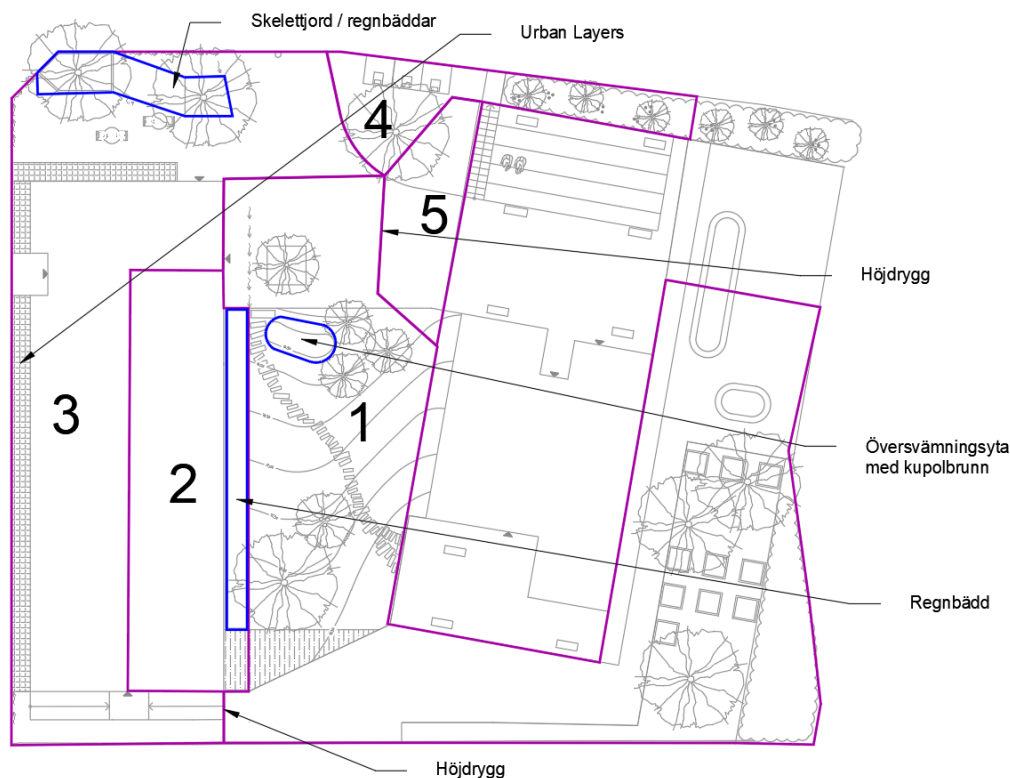 Skelettjord / regnbäddar
Urban Layers
4
5
Höjdrygg
3
1
2
Översvämningsyta
med kupolbrunn
Regnbädd
Höjdrygg